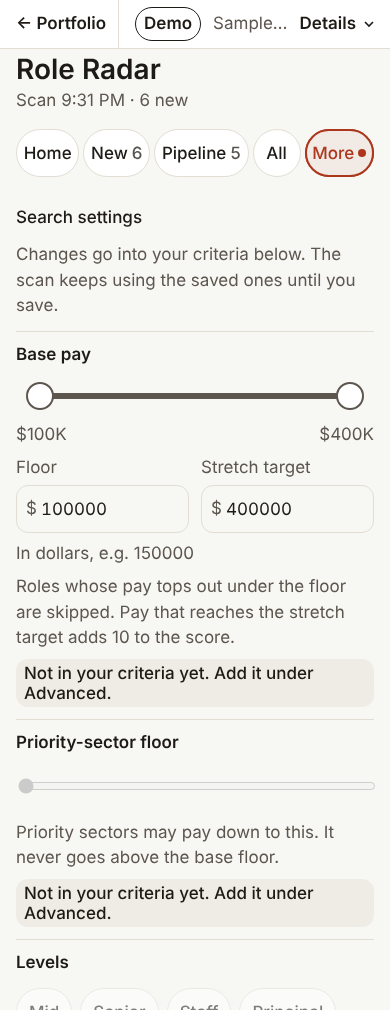 ← Portfolio Demo Sample... Details
Role Radar
Scan 9:31 PM · 6 new
Home New 6 Pipeline 5 All More
Search settings
Changes go into your criteria below. The
scan keeps using the saved ones until you
save.
Base pay
$100K $400K
Floor Stretch target
$ 100000 $ 400000
In dollars, e.g. 150000
Roles whose pay tops out under the floor
are skipped. Pay that reaches the stretch
target adds 10 to the score.
Not in your criteria yet. Add it under
Advanced.
Priority-sector floor
Priority sectors may pay down to this. It
never goes above the base floor.
Not in your criteria yet. Add it under
Advanced.
Levels
Mid Senior Staff Principal